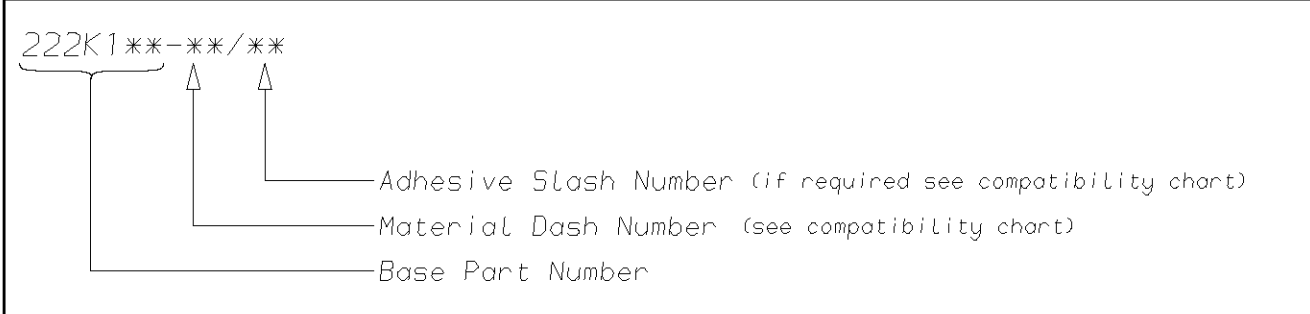 222K1**-**/**
Adhesive Slash Number (if required see compatibility chart)
Material Dash Number (see compatibility chart)
Base Part Number